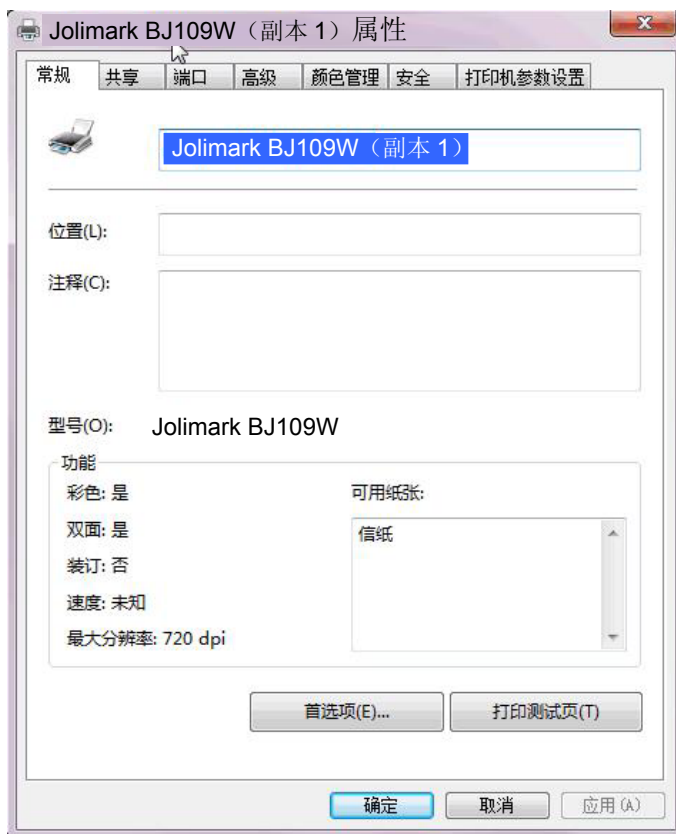 Jolimark BJ109W（副本 1）属性
常规 共享 端口 高级 颜色管理 安全 打印机参数设置
Jolimark BJ109W（副本 1）
位置(L):
注释(C):
型号(O): Jolimark BJ109W
功能
彩色: 是 可用纸张:
双面: 是 信纸
装订: 否
速度: 未知
最大分辨率: 720 dpi
首选项(E)... 打印测试页(T)
确定 取消 应用(A)